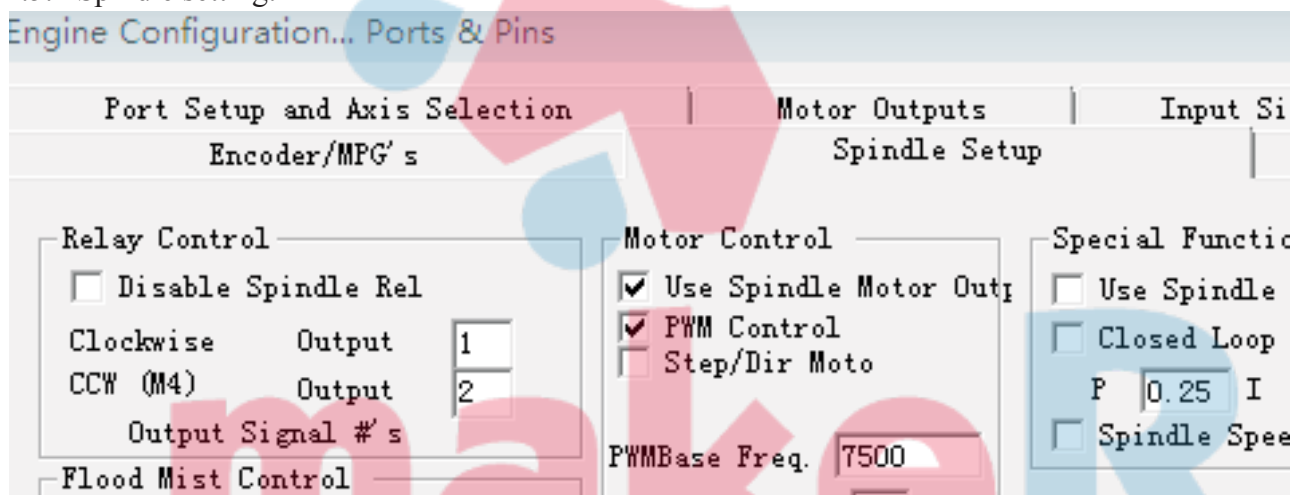 Engine Configuration... Ports & Pins
Port Setup and Axis Selection Motor Outputs Input Si
Encoder/MPG's Spindle Setup
Relay Control
Disable Spindle Rel
Clockwise Output 1
CCW (M4) Output 2
Output Signal #'s
Flood Mist Control
Motor Control
Use Spindle Motor Outp
PWM Control
Step/Dir Moto
PWMBase Freq. 7500
Special Functio
Use Spindle
Closed Loop
P 0.25 I
Spindle Spee
makeR